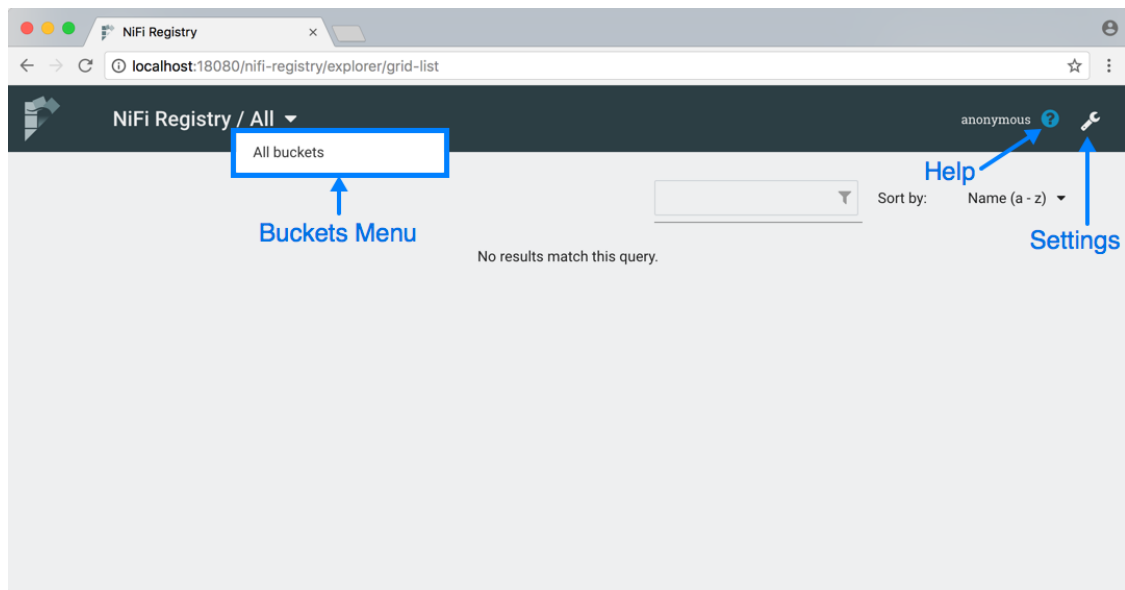 NiFi Registry
localhost:18080/nifi-registry/explorer/grid-list
NiFi Registry / All
anonymous
All buckets
Help
Sort by: Name (a - z)
Buckets Menu
Settings
No results match this query.